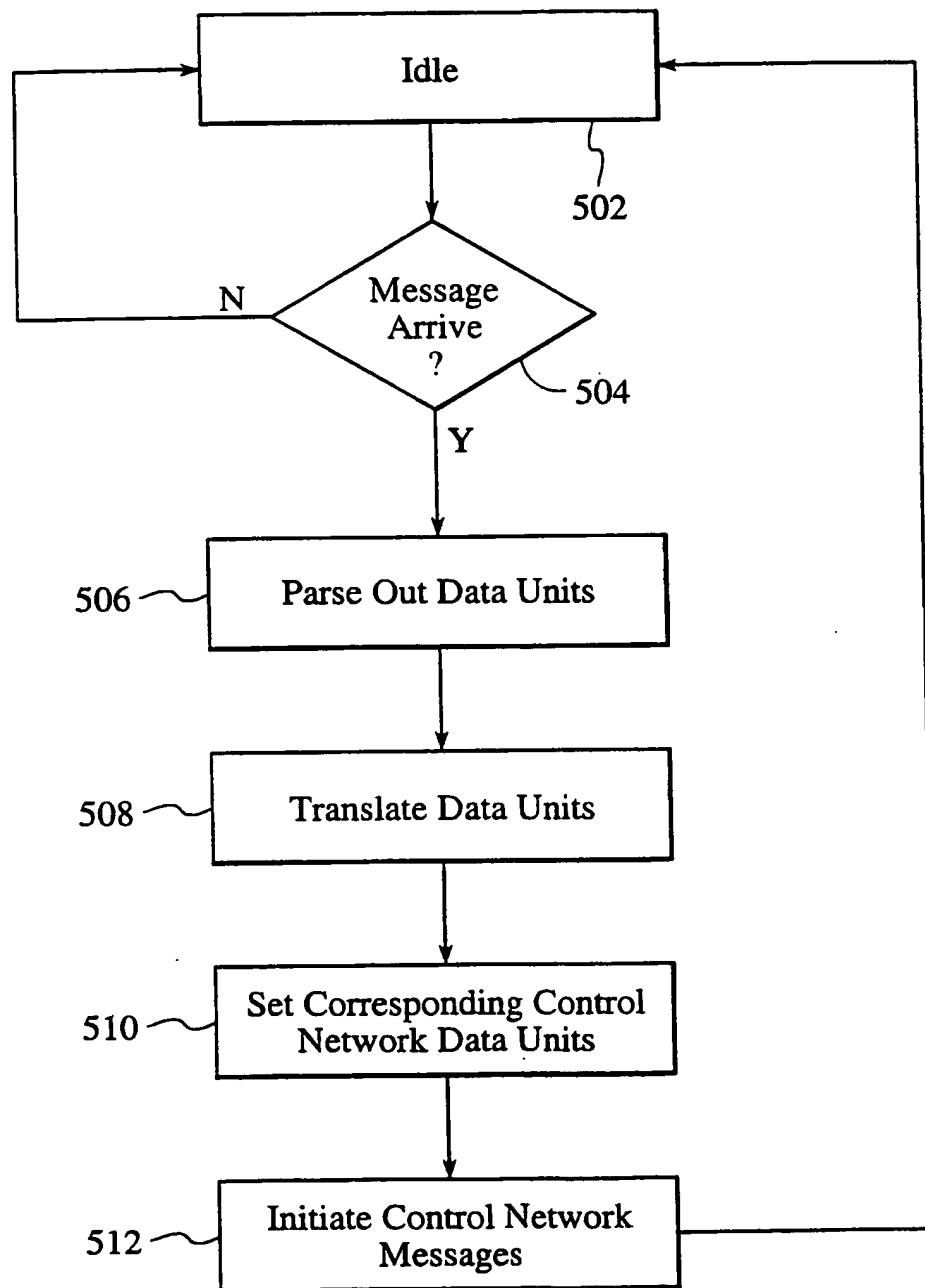 Idle
502
N
Message
Arrive
?
504
Y
506
Parse Out Data Units
508
Translate Data Units
510
Set Corresponding Control
Network Data Units
512
Initiate Control Network
Messages